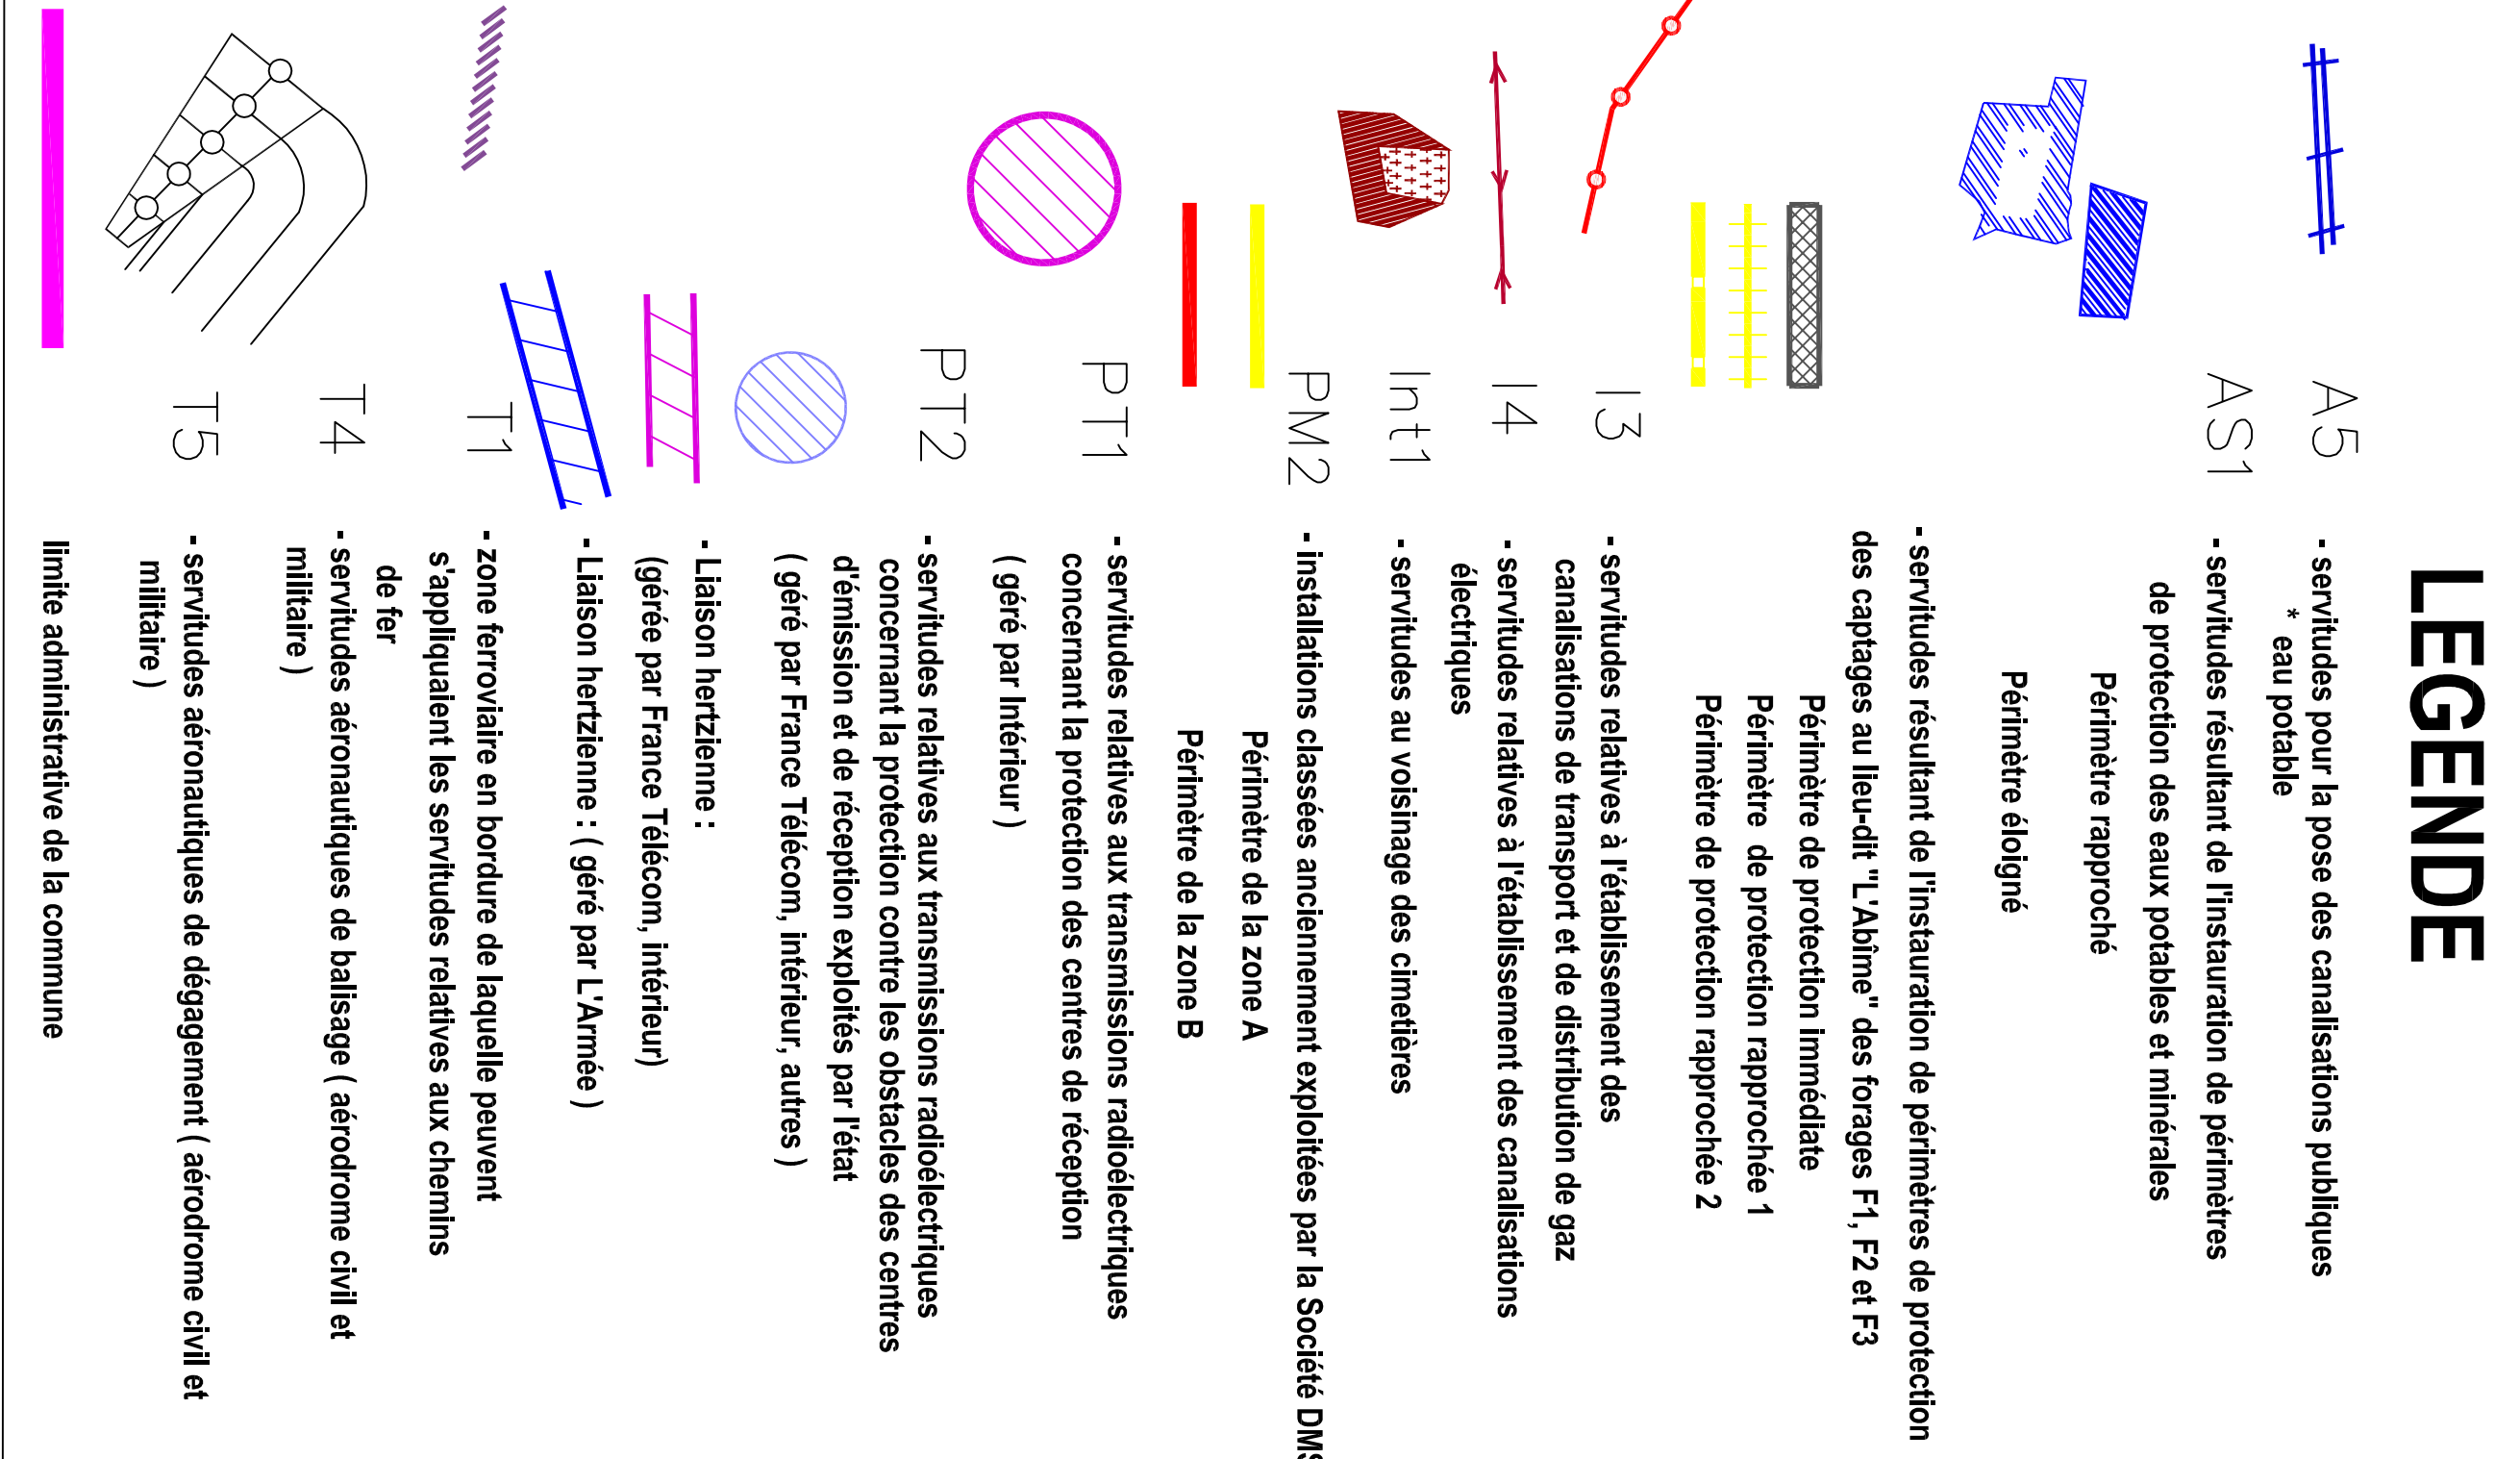 LEGENDE
A5 - servitudes pour la pose des canalisations publiques
* eau potable
AS1 - servitudes résultant de l'instauration de périmètres
de protection des eaux potables et minérales
Périmètre rapproché
Périmètre éloigné
- servitudes résultant de l'instauration de périmètres de protection
des captages au lieu-dit "L'Abîme" des forages F1, F2 et F3
Périmètre de protection immédiate
Périmètre de protection rapprochée 1
Périmètre de protection rapprochée 2
I3 - servitudes relatives à l'établissement des
canalisations de transport et de distribution de gaz
I4 - servitudes relatives à l'établissement des canalisations
électriques
Int1 - servitudes au voisinage des cimetières
PM2 - installations classées anciennement exploitées par la Société DMS
Périmètre de la zone A
Périmètre de la zone B
PT1 - servitudes relatives aux transmissions radioélectriques
concernant la protection des centres de réception
( géré par Intérieur )
PT2 - servitudes relatives aux transmissions radioélectriques
concernant la protection contre les obstacles des centres
d'émission et de réception exploités par l'état
( géré par France Télécom, intérieur, autres )
- Liaison hertzienne :
(gérée par France Télécom, intérieur)
- Liaison hertzienne : ( géré par L'Armée )
T1 - zone ferroviaire en bordure de laquelle peuvent
s'appliquaient les servitudes relatives aux chemins
de fer
T4 - servitudes aéronautiques de balisage ( aérodrome civil et
militaire )
T5 - servitudes aéronautiques de dégagement ( aérodrome civil et
militaire )
limite administrative de la commune